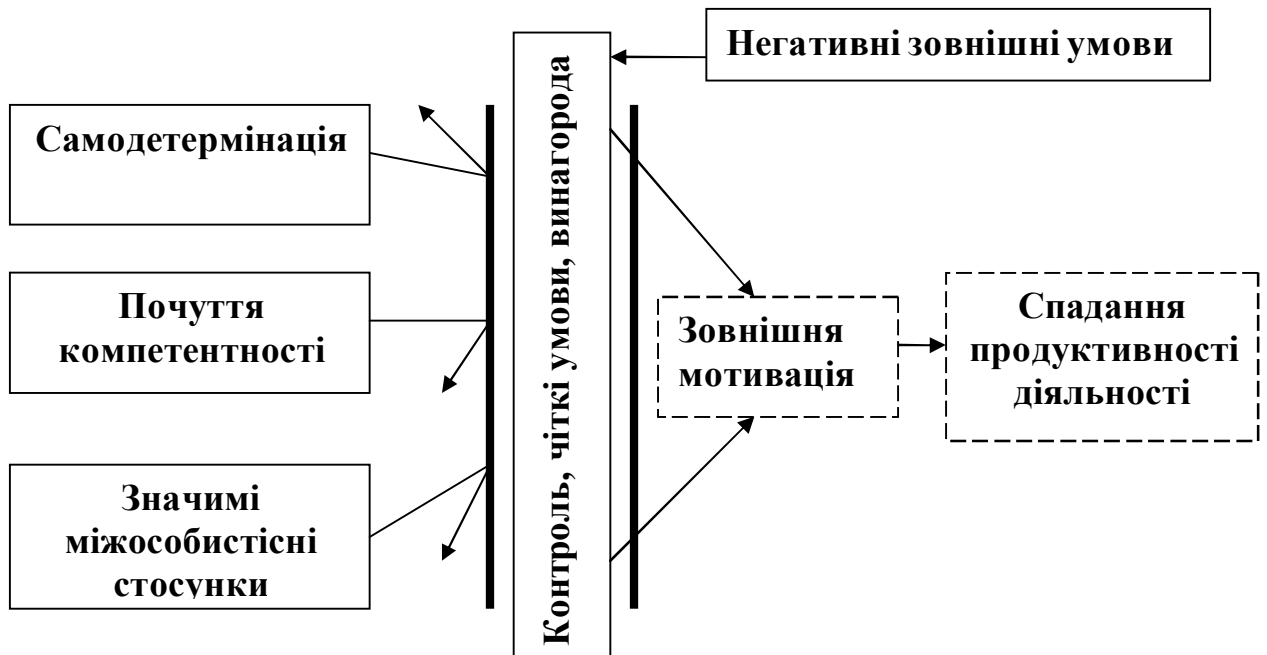 Негативні зовнішні умови
Самодетермінація
Почуття
компетентності
Значимі
міжособистісні
стосунки
Контроль, чіткі умови, винагорода
Зовнішня
мотивація
Спадання
продуктивності
діяльності